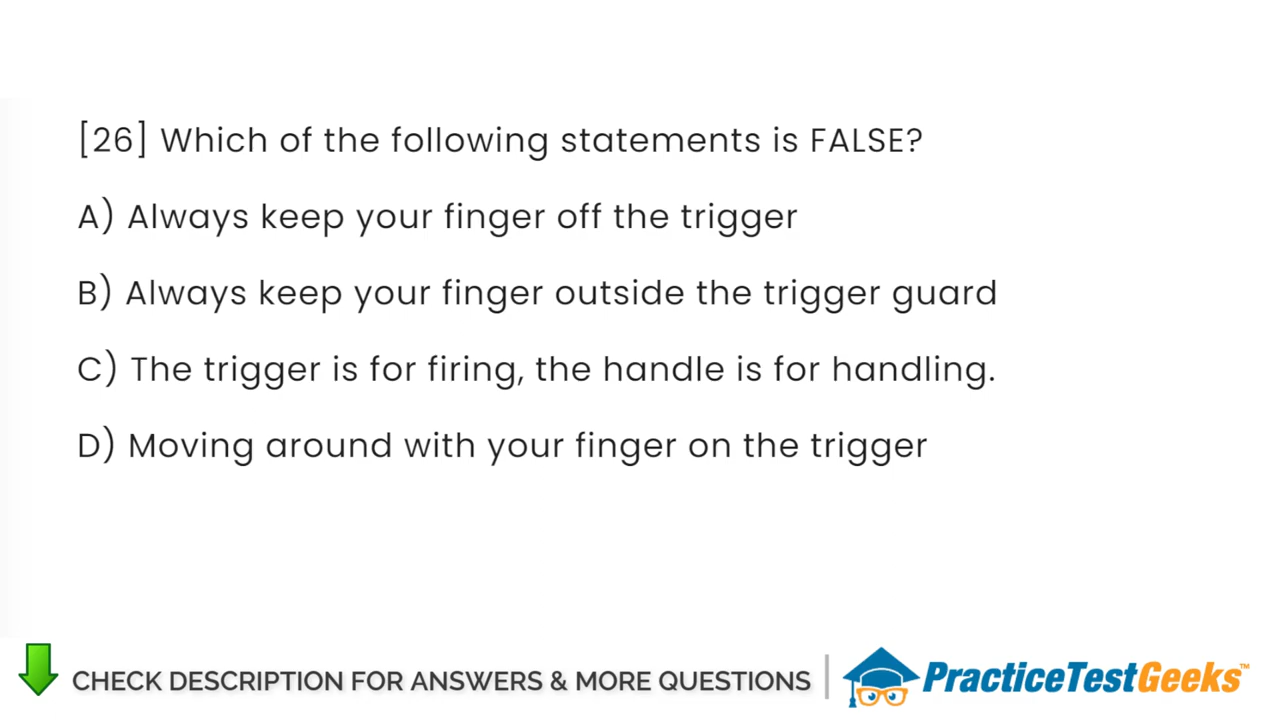 [26] Which of the following statements is FALSE?
A) Always keep your finger off the trigger
B) Always keep your finger outside the trigger guard
C) The trigger is for firing, the handle is for handling.
D) Moving around with your finger on the trigger
CHECK DESCRIPTION FOR ANSWERS & MORE QUESTIONS
PracticeTestGeeks™